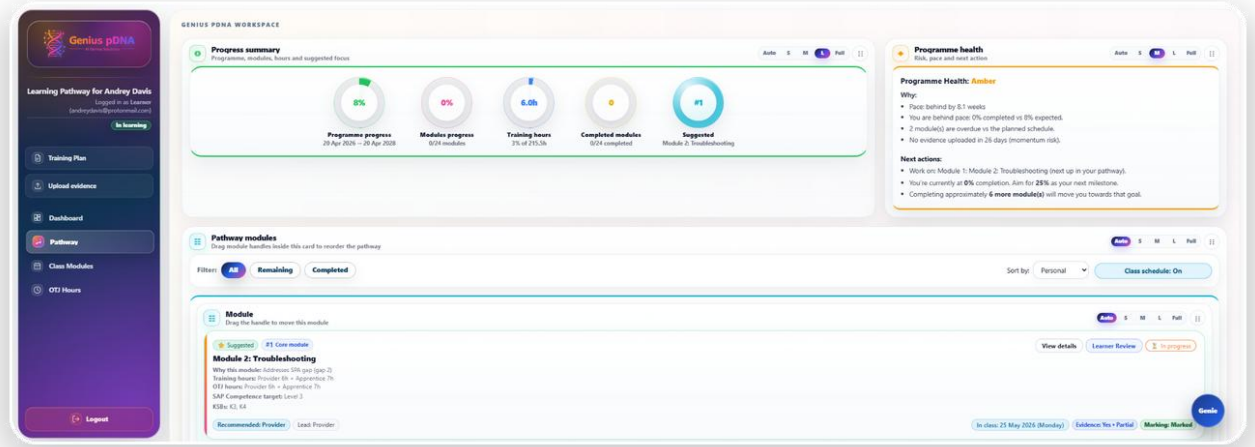 Genius pDNA
Learning Pathway for Andrey Davis
Logged in as Learner
(andreydavis@protonmail.com)
In learning
Training Plan
Upload evidence
Dashboard
Pathway
Class Modules
OTJ Hours
Logout
GENIUS PDNA WORKSPACE
Progress summary
Programme, modules, hours and suggested focus
Auto S M L Full
8%
Programme progress
20 Apr 2026 → 20 Apr 2028
0%
Modules progress
0/24 modules
6.0h
Training hours
3% of 215.5h
0
Completed modules
0/24 completed
#1
Suggested
Module 2: Troubleshooting
Programme health
Risk, pace and next action
Auto S M L Full
Programme Health: Amber
Why:
• Pace: behind by 8.1 weeks
• You are behind pace: 0% completed vs 8% expected.
• 2 module(s) are overdue vs the planned schedule.
• No evidence uploaded in 26 days (momentum risk).
Next actions:
• Work on: Module 1: Module 2: Troubleshooting (next up in your pathway).
• You're currently at 0% completion. Aim for 25% as your next milestone.
• Completing approximately 6 more module(s) will move you towards that goal.
Pathway modules
Drag module handles inside this card to reorder the pathway
Auto S M L Full
Filter: All Remaining Completed
Sort by: Personal
Class schedule: On
Module
Drag the handle to move this module
Auto S M L Full
Suggested #1 Core module
View details Learner Review In progress
Module 2: Troubleshooting
Why this module: Addresses SPA gap (gap 2)
Training hours: Provider 6h • Apprentice 7h
OTJ hours: Provider 6h • Apprentice 7h
SAP Competence target: Level 3
KSBs: K3, K4
Recommended: Provider Lead: Provider
In class: 25 May 2026 (Monday) Evidence: Yes • Partial Marking: Marked
Genie